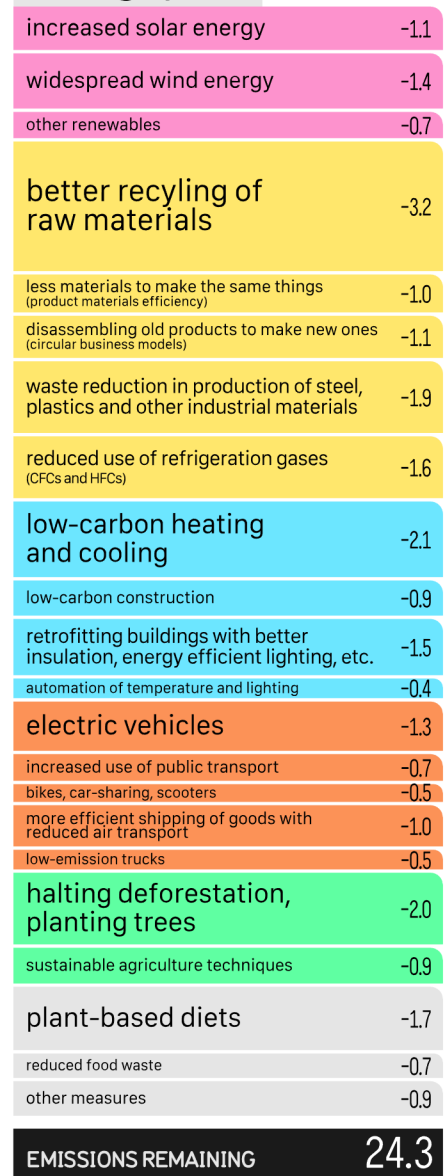 increased solar energy -1.1
widespread wind energy -1.4
other renewables -0.7
better recyling of
raw materials -3.2
less materials to make the same things
(product materials efficiency) -1.0
disassembling old products to make new ones
(circular business models) -1.1
waste reduction in production of steel,
plastics and other industrial materials -1.9
reduced use of refrigeration gases
(CFCs and HFCs) -1.6
low-carbon heating
and cooling -2.1
low-carbon construction -0.9
retrofitting buildings with better
insulation, energy efficient lighting, etc. -1.5
automation of temperature and lighting -0.4
electric vehicles -1.3
increased use of public transport -0.7
bikes, car-sharing, scooters -0.5
more efficient shipping of goods with
reduced air transport -1.0
low-emission trucks -0.5
halting deforestation,
planting trees -2.0
sustainable agriculture techniques -0.9
plant-based diets -1.7
reduced food waste -0.7
other measures -0.9
EMISSIONS REMAINING 24.3